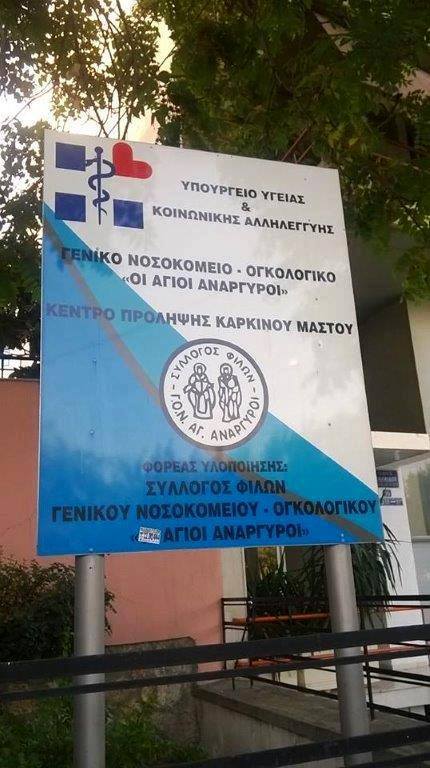 ΥΠΟΥΡΓΕΙΟ ΥΓΕΙΑΣ
&
ΚΟΙΝΩΝΙΚΗΣ ΑΛΛΗΛΕΓΓΥΗΣ
ΓΕΝΙΚΟ ΝΟΣΟΚΟΜΕΙΟ - ΟΓΚΟΛΟΓΙΚΟ
«ΟΙ ΑΓΙΟΙ ΑΝΑΡΓΥΡΟΙ»
ΚΕΝΤΡΟ ΠΡΟΛΗΨΗΣ ΚΑΡΚΙΝΟΥ ΜΑΣΤΟΥ
ΣΥΛΛΟΓΟΣ ΦΙΛΩΝ
Γ.Ο.Ν. ΑΓ. ΑΝΑΡΓΥΡΟΙ
ΦΟΡΕΑΣ ΥΛΟΠΟΙΗΣΗΣ:
ΣΥΛΛΟΓΟΣ ΦΙΛΩΝ
ΓΕΝΙΚΟΥ ΝΟΣΟΚΟΜΕΙΟΥ - ΟΓΚΟΛΟΓΙΚΟΥ
« ΑΓΙΟΙ ΑΝΑΡΓΥΡΟΙ»